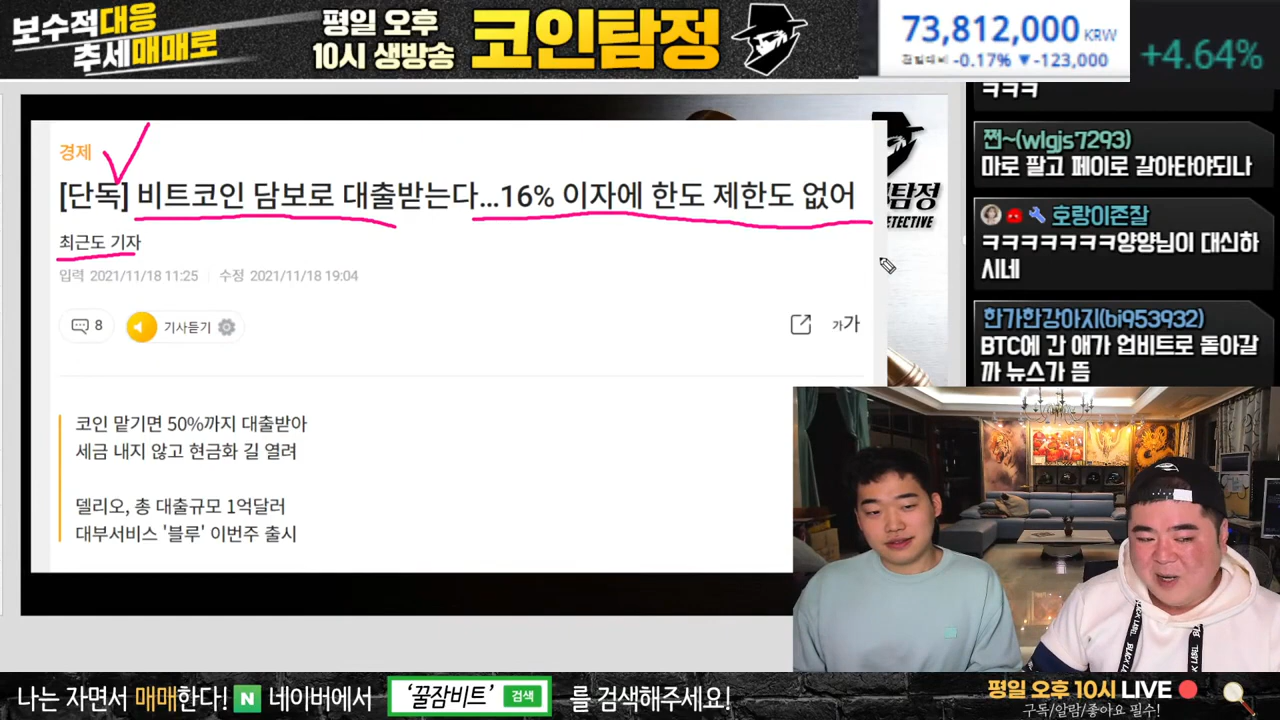 보수적대응
추세매매로
평일 오후
10시 생방송
코인탐정
73,812,000 KRW
전일대비 -0.17% ▼-123,000
+4.64%
ㅋㅋㅋ
쩐~(wlgjs7293)
마로 팔고 페이로 갈아타야되나
호랑이존잘
ㅋㅋㅋㅋㅋㅋㅋ양양님이 대신하
시네
한가한강아지(bi953932)
BTC에 간 애가 업비트로 돌아갈
까 뉴스가 뜸
탐정
DETECTIVE
경제
[단독] 비트코인 담보로 대출받는다...16% 이자에 한도 제한도 없어
최근도 기자
입력 2021/11/18 11:25 수정 2021/11/18 19:04
8 기사듣기
가가
코인 맡기면 50%까지 대출받아
세금 내지 않고 현금화 길 열려
델리오, 총 대출규모 1억달러
대부서비스 '블루' 이번주 출시
BLACK LABEL
나는 자면서 매매한다! N 네이버에서 '꿀잠비트' 검색 를 검색해주세요!
평일 오후 10시 LIVE
구독/알람/좋아요 필수!